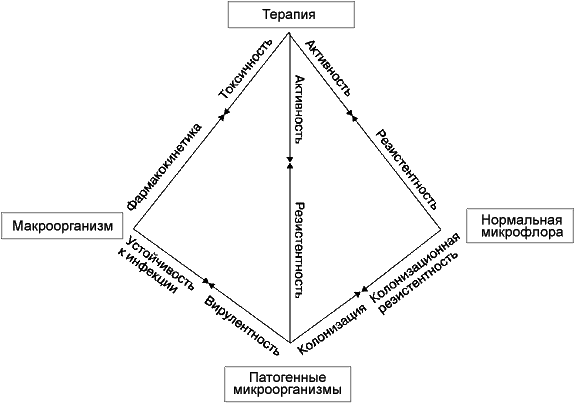 Терапия
Токсичность
Активность
Активность
Фармакокинетика
Резистентность
Резистентность
Макроорганизм
Нормальная
микрофлора
Устойчивость
к инфекции
Вирулентность
Колонизация
Колонизационная
резистентность
Патогенные
микроорганизмы